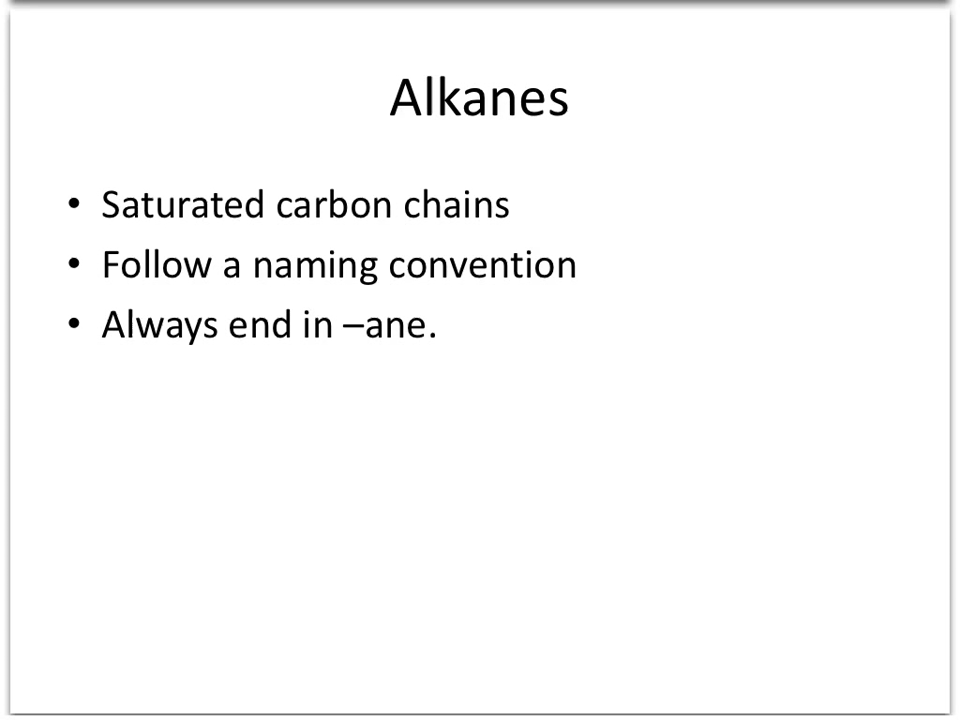 Alkanes
• Saturated carbon chains
• Follow a naming convention
• Always end in –ane.